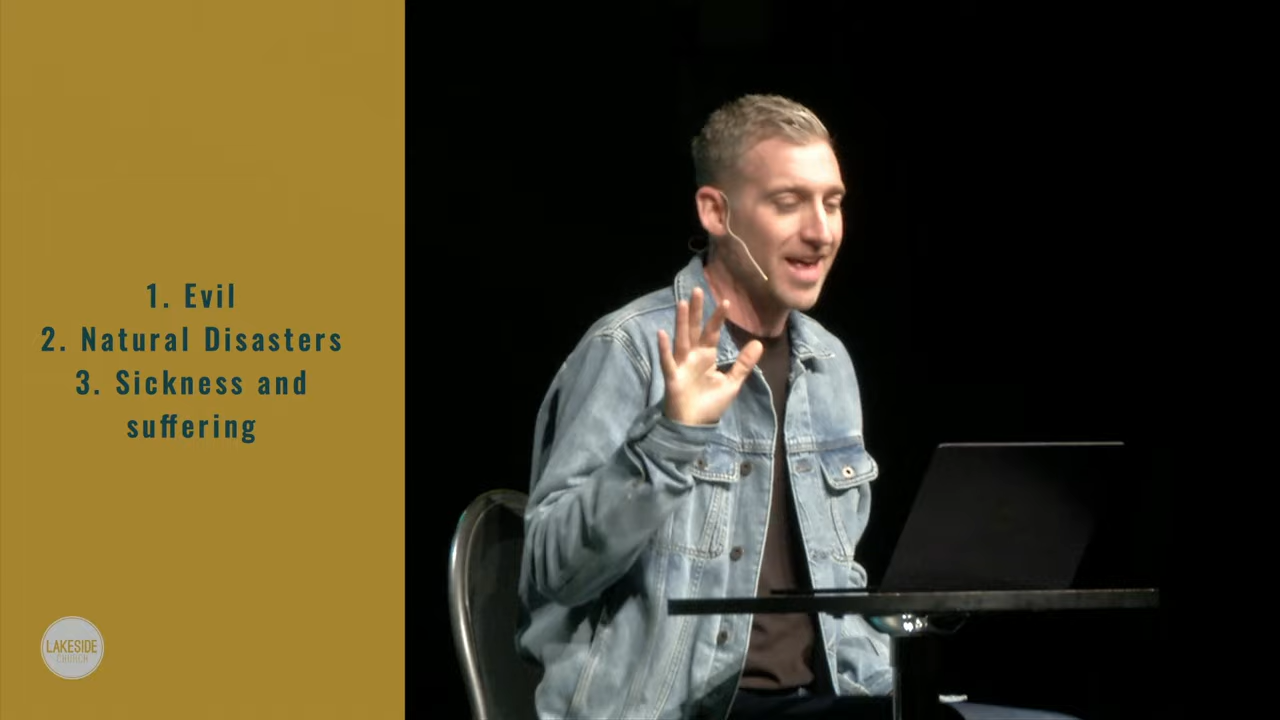 1. Evil
2. Natural Disasters
3. Sickness and
suffering
LAKESIDE
CHURCH